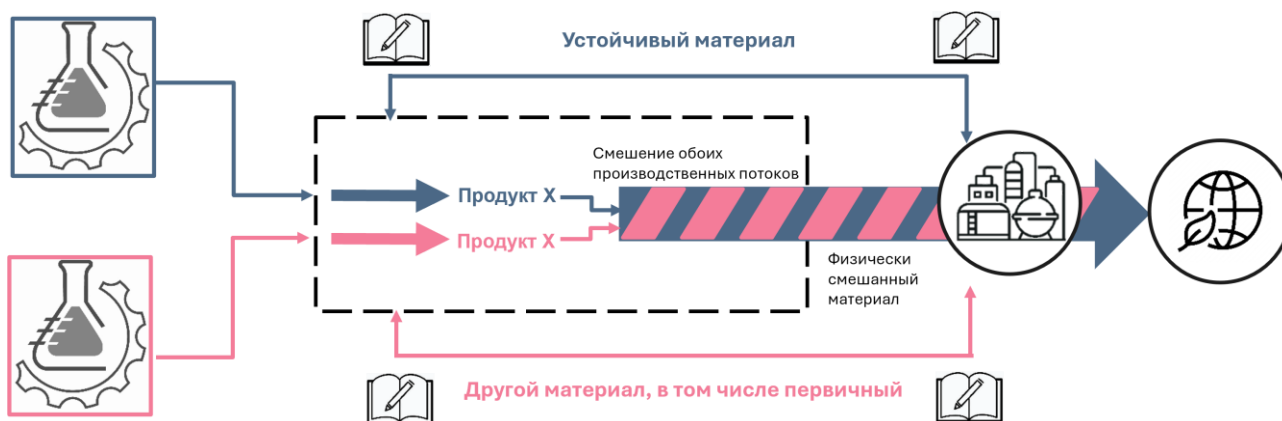 Устойчивый материал
Смешение обоих
производственных потоков
Продукт X
Продукт X
Физически
смешанный
материал
Другой материал, в том числе первичный